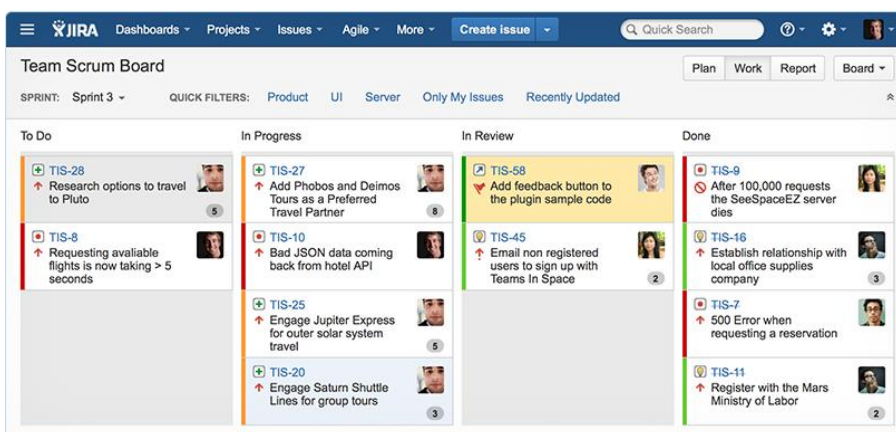 JIRA Dashboards Projects Issues Agile More Create issue Quick Search
Team Scrum Board Plan Work Report Board
SPRINT: Sprint 3 QUICK FILTERS: Product UI Server Only My Issues Recently Updated
To Do
TIS-28
Research options to travel
to Pluto
5
TIS-8
Requesting avaliable
flights is now taking > 5
seconds
In Progress
TIS-27
Add Phobos and Deimos
Tours as a Preferred
Travel Partner
8
TIS-10
Bad JSON data coming
back from hotel API
TIS-25
Engage Jupiter Express
for outer solar system
travel
5
TIS-20
Engage Saturn Shuttle
Lines for group tours
3
In Review
TIS-58
Add feedback button to
the plugin sample code
TIS-45
Email non registered
users to sign up with
Teams In Space
2
Done
TIS-9
After 100,000 requests
the SeeSpaceEZ server
dies
TIS-16
Establish relationship with
local office supplies
company
3
TIS-7
500 Error when
requesting a reservation
TIS-11
Register with the Mars
Ministry of Labor
2